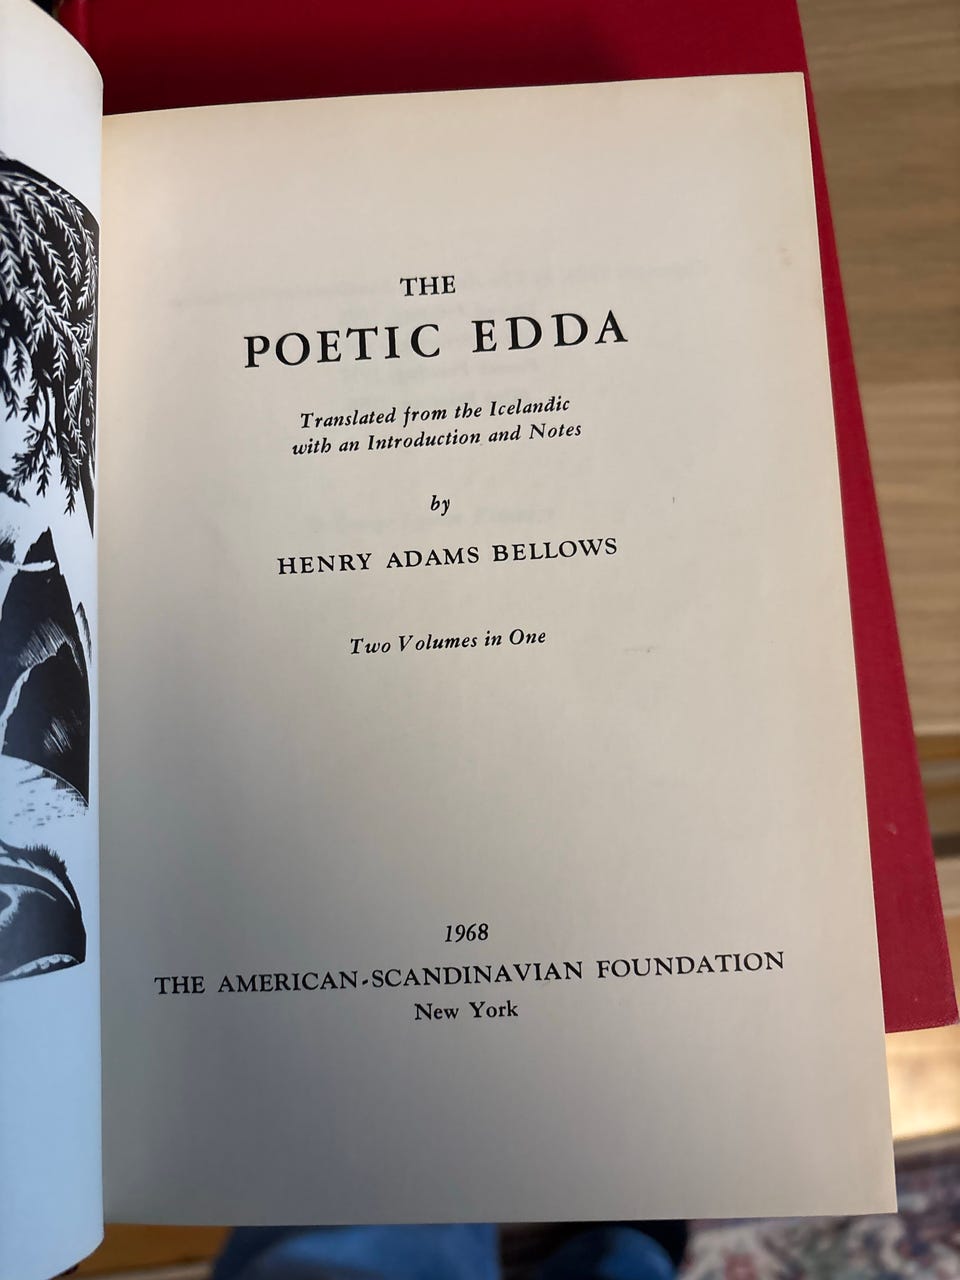 THE
POETIC EDDA
Translated from the Icelandic
with an Introduction and Notes
by
HENRY ADAMS BELLOWS
Two Volumes in One
1968
THE AMERICAN-SCANDINAVIAN FOUNDATION
New York